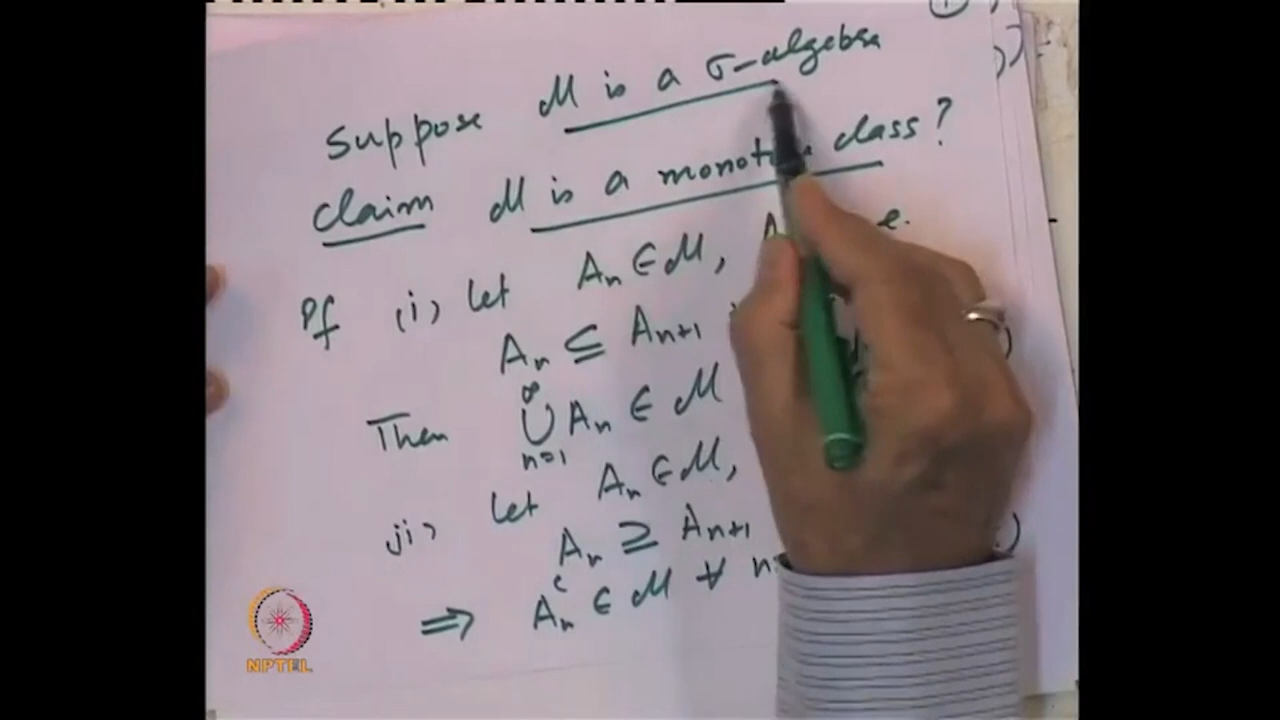 Suppose M is a σ-algebra
claim M is a monotone class?
Pf (i) Let Aₙ ∈ M, A e.
Aₙ ⊆ Aₙ₊₁
Then ∞⋃n=1 Aₙ ∈ M
ii) Let Aₙ ∈ M,
Aₙ ⊇ Aₙ₊₁
⇒ Aₙᶜ ∈ M ∀ n
NPTEL